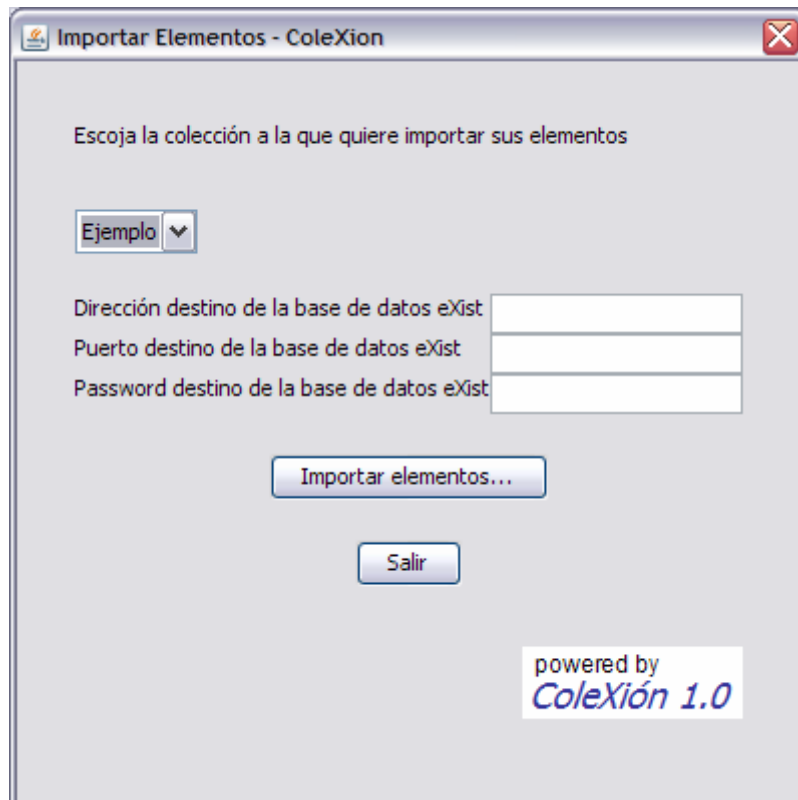 Importar Elementos - ColeXion
Escoja la colección a la que quiere importar sus elementos
Ejemplo
Dirección destino de la base de datos eXist
Puerto destino de la base de datos eXist
Password destino de la base de datos eXist
Importar elementos...
Salir
powered by
ColeXión 1.0